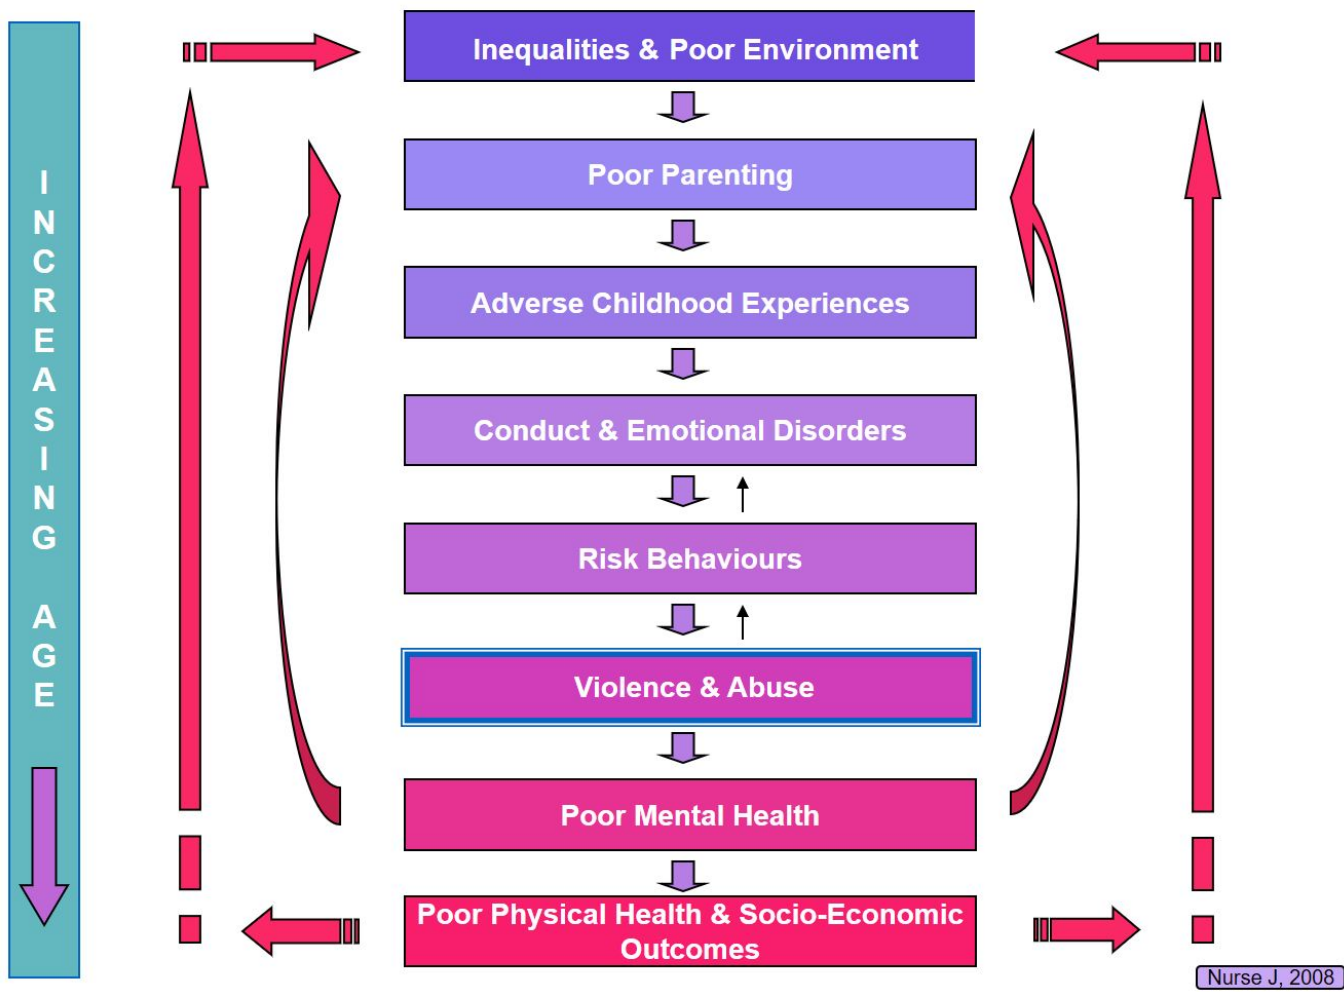 INCREASING AGE
Inequalities & Poor Environment
Poor Parenting
Adverse Childhood Experiences
Conduct & Emotional Disorders
Risk Behaviours
Violence & Abuse
Poor Mental Health
Poor Physical Health & Socio-Economic
Outcomes
Nurse J, 2008